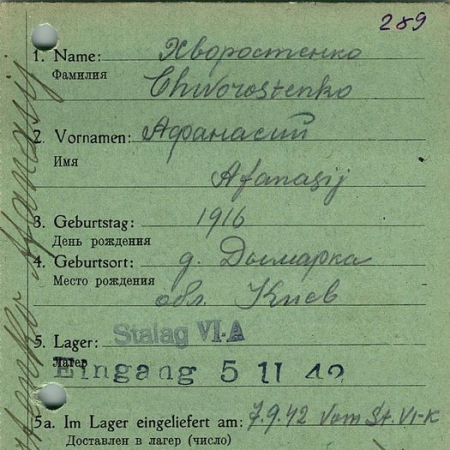 289
1. Name: Хворостенко
Фамилия Chworostenko
2. Vornamen: Афанасий
Имя
Afanasij
3. Geburtstag: 1916
День рождения
4. Geburtsort: д. Дымарка
Место рождения
обл. Киев
5. Lager: Stalag VI-A
Лагер
Eingang 5 11 42
5a. Im Lager eingeliefert am: 7.9.42 vom St. VI-K
Доставлен в лагер (число)